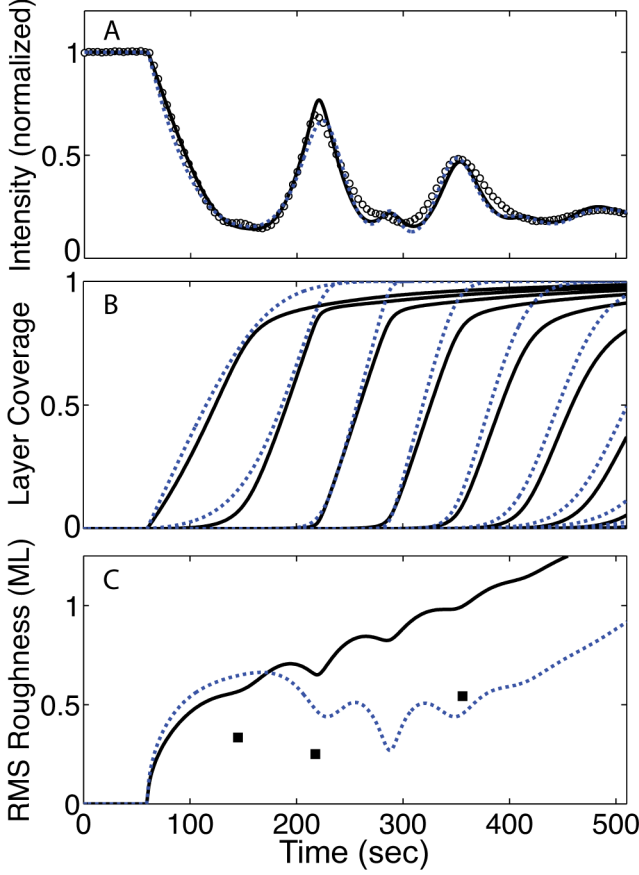 A
Intensity (normalized)
1
0.5
0
B
Layer Coverage
1
0.5
0
C
RMS Roughness (ML)
1
0.5
0
0 100 200 300 400 500
Time (sec)